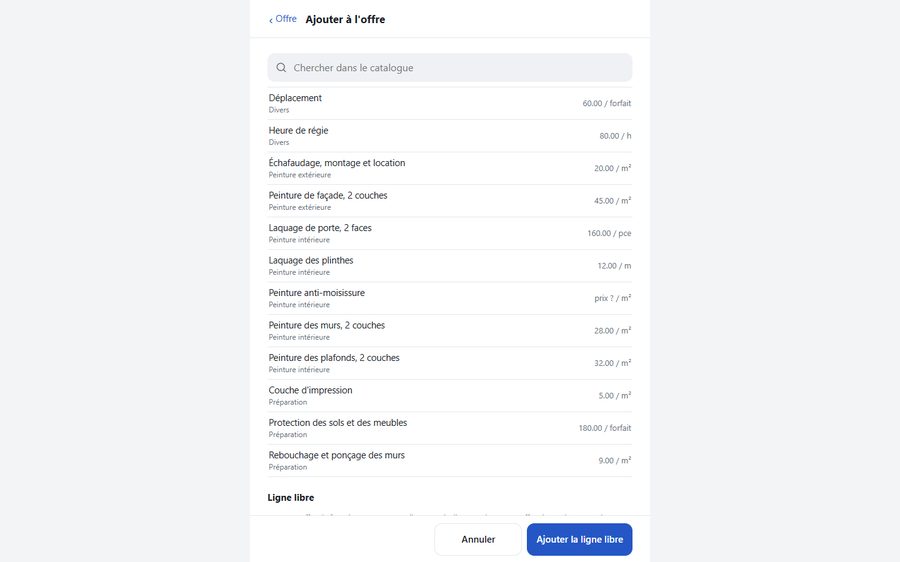 ‹ Offre Ajouter à l'offre
Chercher dans le catalogue
Déplacement
Divers
60.00 / forfait
Heure de régie
Divers
80.00 / h
Échafaudage, montage et location
Peinture extérieure
20.00 / m²
Peinture de façade, 2 couches
Peinture extérieure
45.00 / m²
Laquage de porte, 2 faces
Peinture intérieure
160.00 / pce
Laquage des plinthes
Peinture intérieure
12.00 / m
Peinture anti-moisissure
Peinture intérieure
prix ? / m²
Peinture des murs, 2 couches
Peinture intérieure
28.00 / m²
Peinture des plafonds, 2 couches
Peinture intérieure
32.00 / m²
Couche d'impression
Préparation
5.00 / m²
Protection des sols et des meubles
Préparation
180.00 / forfait
Rebouchage et ponçage des murs
Préparation
9.00 / m²
Ligne libre
Annuler
Ajouter la ligne libre